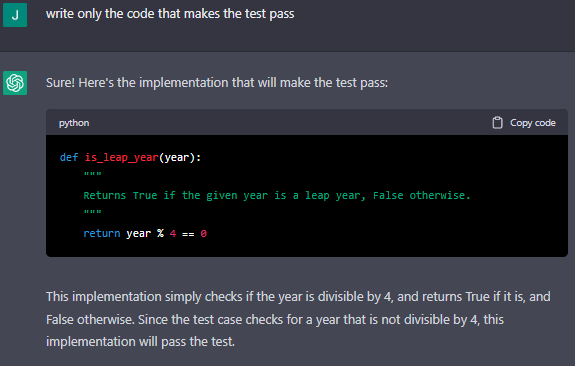 J
write only the code that makes the test pass
Sure! Here's the implementation that will make the test pass:
python
Copy code
def is_leap_year(year):
    """
    Returns True if the given year is a leap year, False otherwise.
    """
    return year % 4 == 0
This implementation simply checks if the year is divisible by 4, and returns True if it is, and
False otherwise. Since the test case checks for a year that is not divisible by 4, this
implementation will pass the test.